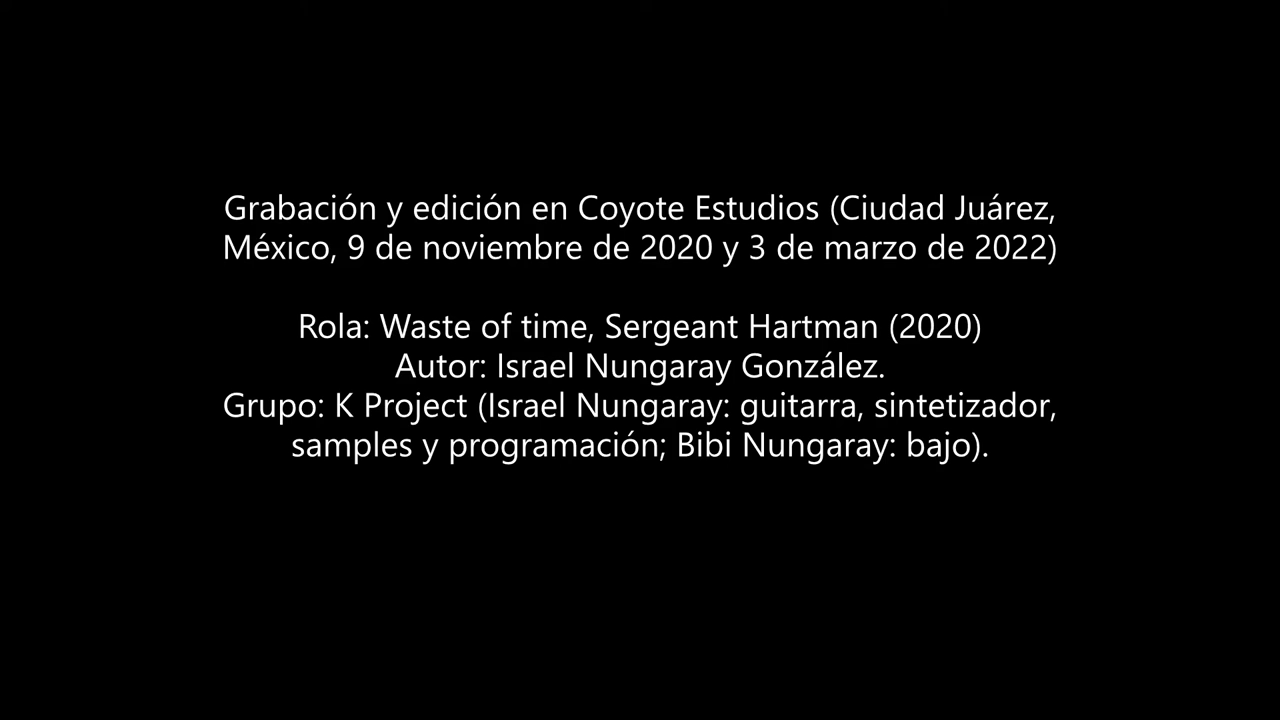 Grabación y edición en Coyote Estudios (Ciudad Juárez,
México, 9 de noviembre de 2020 y 3 de marzo de 2022)
Rola: Waste of time, Sergeant Hartman (2020)
Autor: Israel Nungaray González.
Grupo: K Project (Israel Nungaray: guitarra, sintetizador,
samples y programación; Bibi Nungaray: bajo).